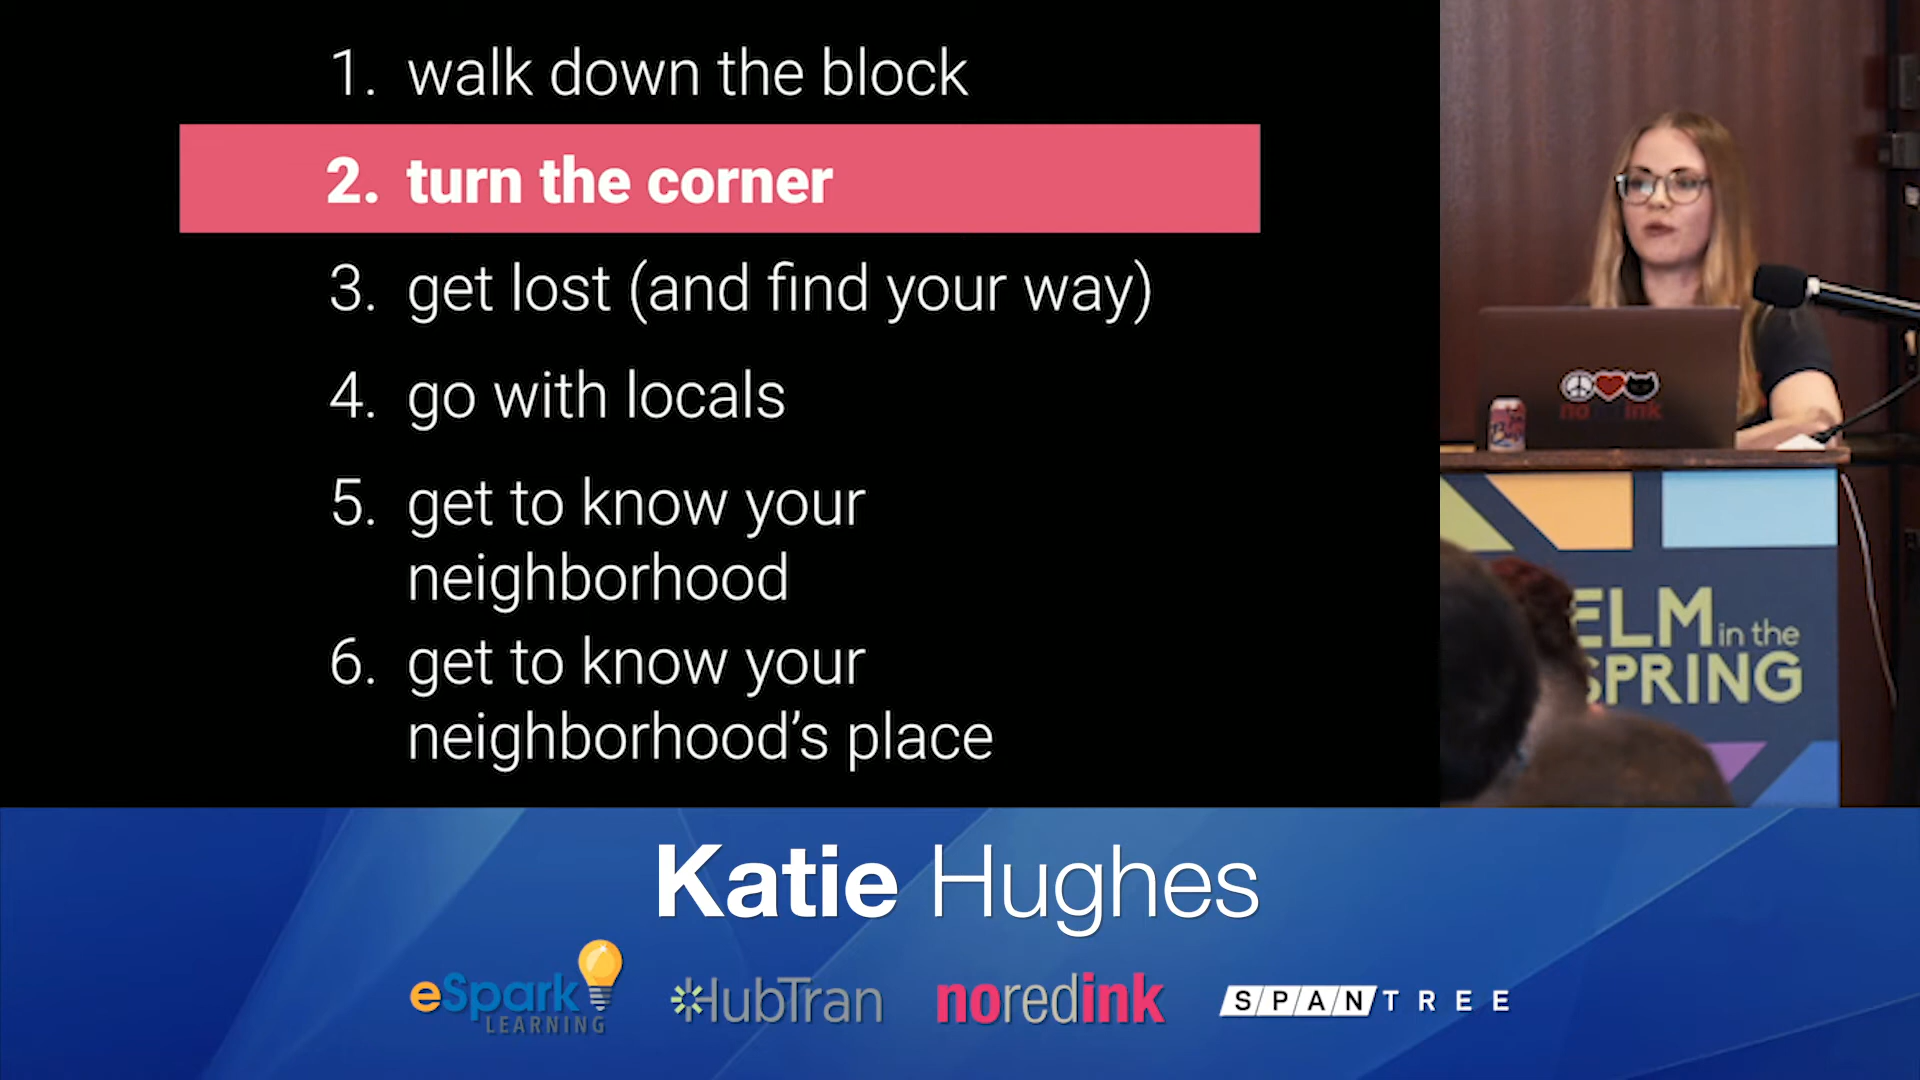 1. walk down the block
2. turn the corner
3. get lost (and find your way)
4. go with locals
5. get to know your
neighborhood
6. get to know your
neighborhood's place
noredink
ELM in the
SPRING
Katie Hughes
eSpark
LEARNING
HubTran
noredink
SPANTREE